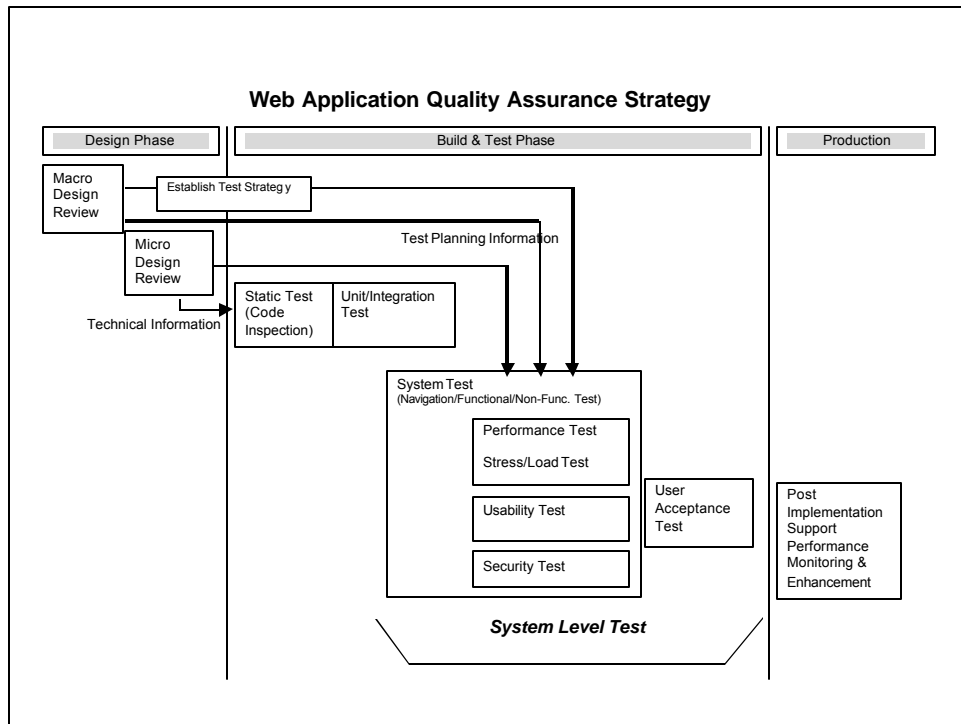 Web Application Quality Assurance Strategy
Design Phase
Build & Test Phase
Production
Macro
Design
Review
Establish Test Strategy
Test Planning Information
Micro
Design
Review
Technical Information
Static Test
(Code
Inspection)
Unit/Integration
Test
System Test
(Navigation/Functional/Non-Func. Test)
Performance Test
Stress/Load Test
Usability Test
Security Test
User
Acceptance
Test
Post
Implementation
Support
Performance
Monitoring &
Enhancement
System Level Test